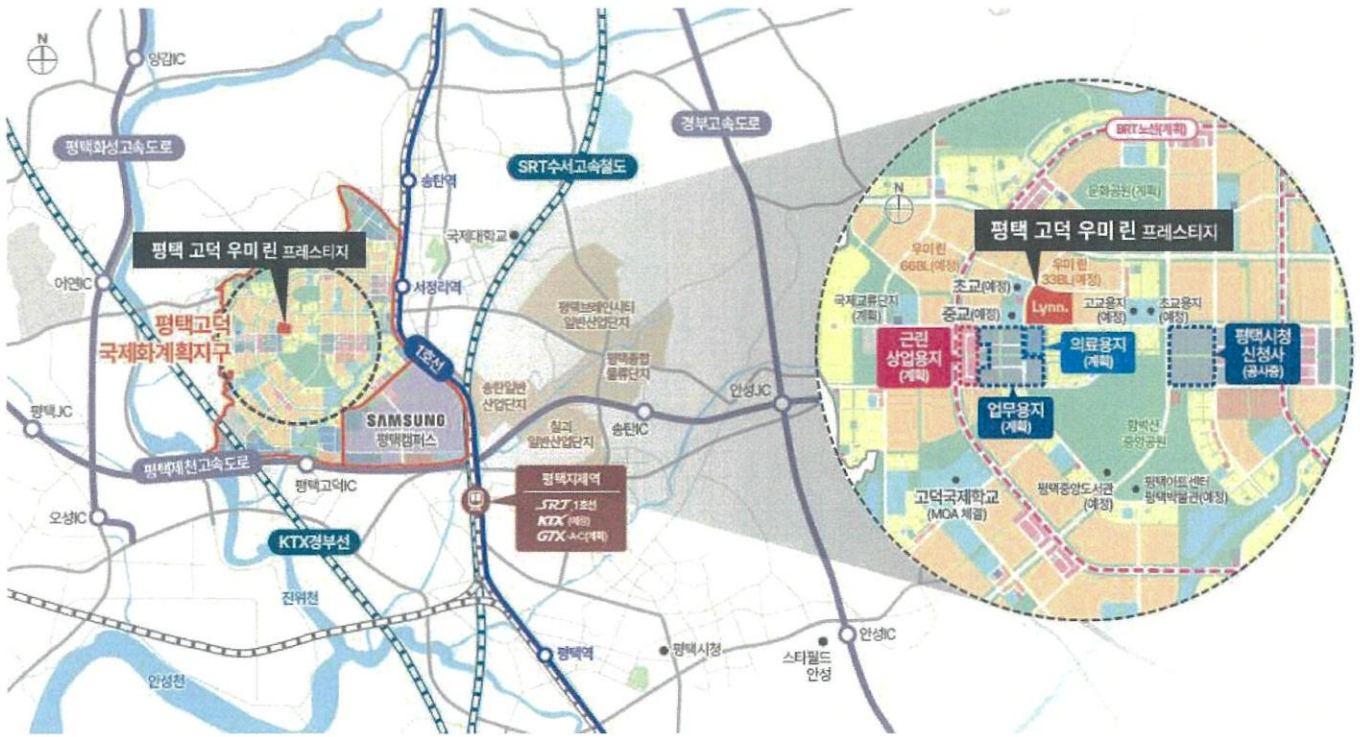 N
양감IC
평택화성고속도로
경부고속도로
SRT수서고속철도
송탄역
국제대학교
평택 고덕 우미 린 프레스티지
어연IC
서정리역
평택고덕
국제화계획지구
1호선
평택브레인시티
일반산업단지
평택종합
물류단지
송탄일반
산업단지
SAMSUNG
평택캠퍼스
칠괴
일반산업단지
송탄IC
안성JC
평택JC
평택제천고속도로
평택고덕IC
오성IC
평택지제역
SRT 1호선
KTX (예정)
GTX -A·C(계획)
KTX경부선
진위천
안성천
평택역
평택시청
스타필드
안성
안성IC
BRT노선(계획)
문화공원(계획)
N
평택 고덕 우미 린 프레스티지
우미 린
66BL(예정)
우미 린
33BL(예정)
초교(예정)
국제교류단지
(계획)
중교(예정)
Lynn.
고교용지
(예정)
초교용지
(예정)
근린
상업용지
(계획)
의료용지
(계획)
평택시청
신청사
(공사중)
업무용지
(계획)
함박산
중앙공원
고덕국제학교
(MOA 체결)
평택중앙도서관
(예정)
평택아트센터
평택박물관(예정)